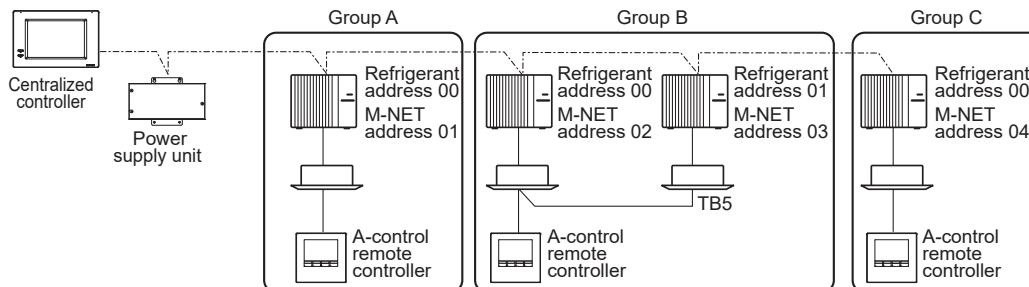 Group A
Group B
Group C
Centralized
controller
Power
supply unit
Refrigerant
address 00
M-NET
address 01
Refrigerant
address 00
M-NET
address 02
Refrigerant
address 01
M-NET
address 03
Refrigerant
address 00
M-NET
address 04
TB5
A-control
remote
controller
A-control
remote
controller
A-control
remote
controller